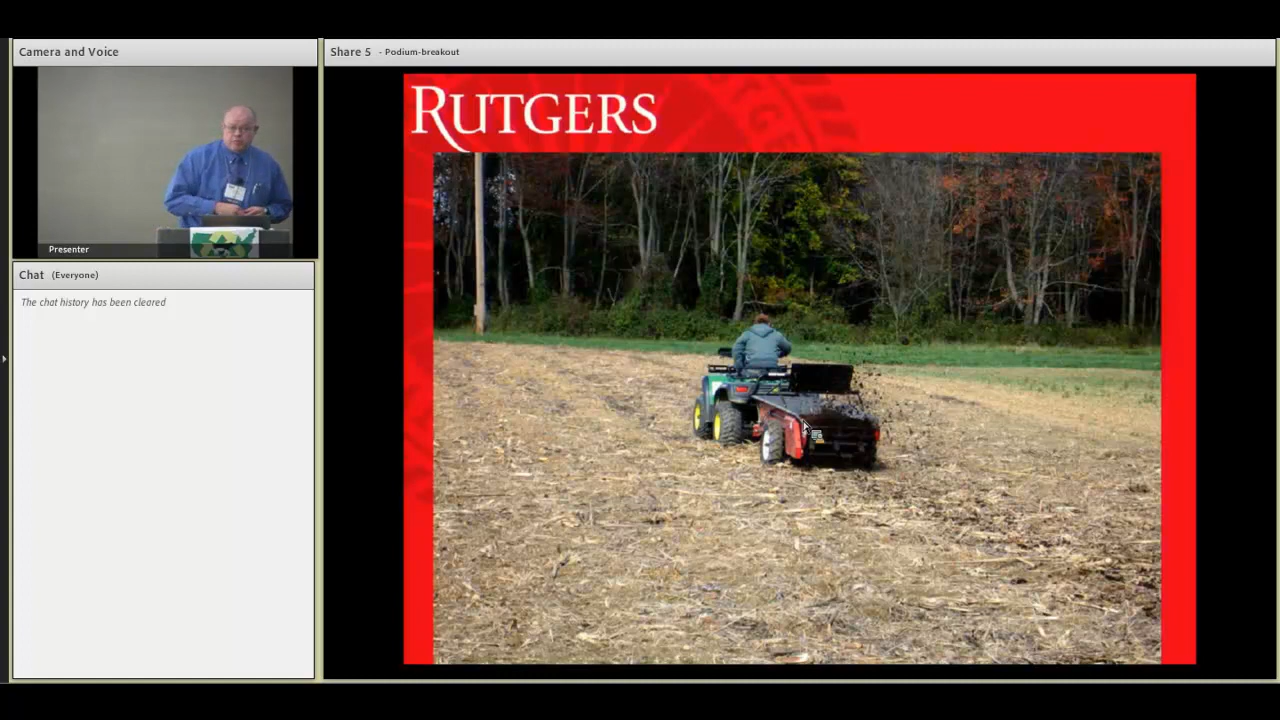 Camera and Voice
Share 5 - Podium-breakout
RUTGERS
Presenter
Chat (Everyone)
The chat history has been cleared